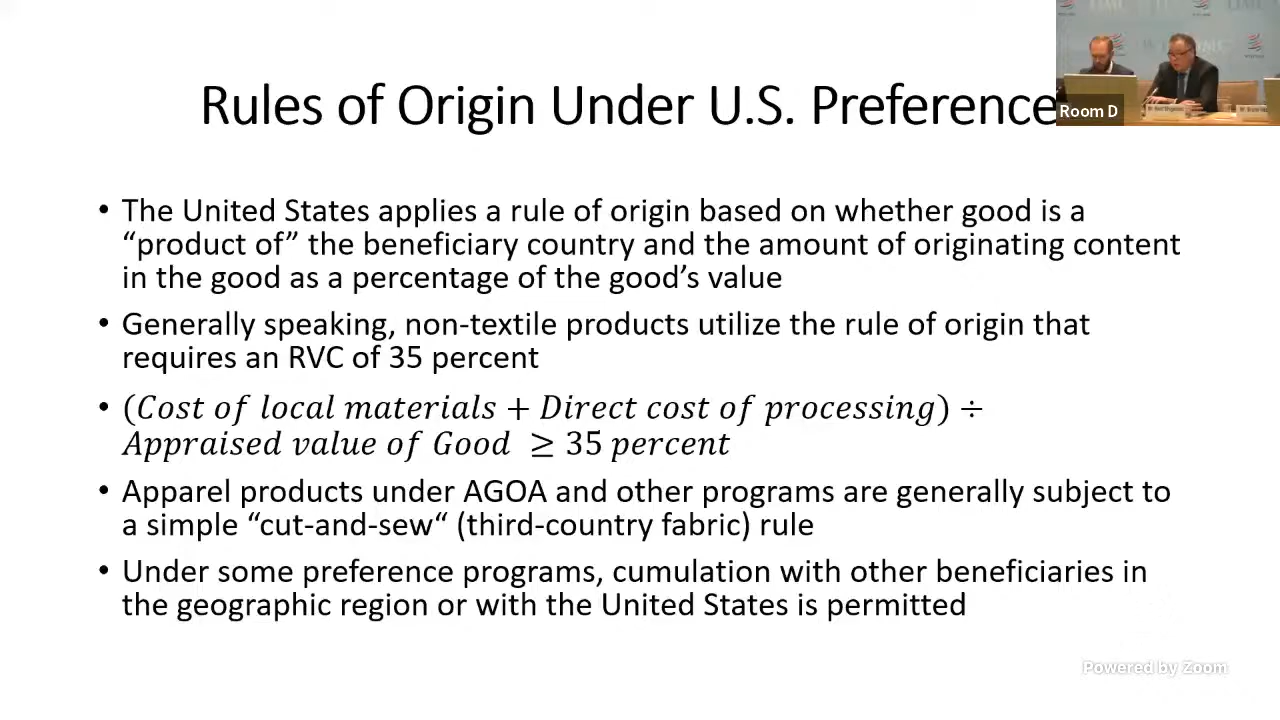 Rules of Origin Under U.S. Preference
Room D
• The United States applies a rule of origin based on whether good is a
“product of” the beneficiary country and the amount of originating content
in the good as a percentage of the good’s value
• Generally speaking, non-textile products utilize the rule of origin that
requires an RVC of 35 percent
• (Cost of local materials + Direct cost of processing) ÷
Appraised value of Good ≥ 35 percent
• Apparel products under AGOA and other programs are generally subject to
a simple “cut-and-sew“ (third-country fabric) rule
• Under some preference programs, cumulation with other beneficiaries in
the geographic region or with the United States is permitted
Powered by Zoom